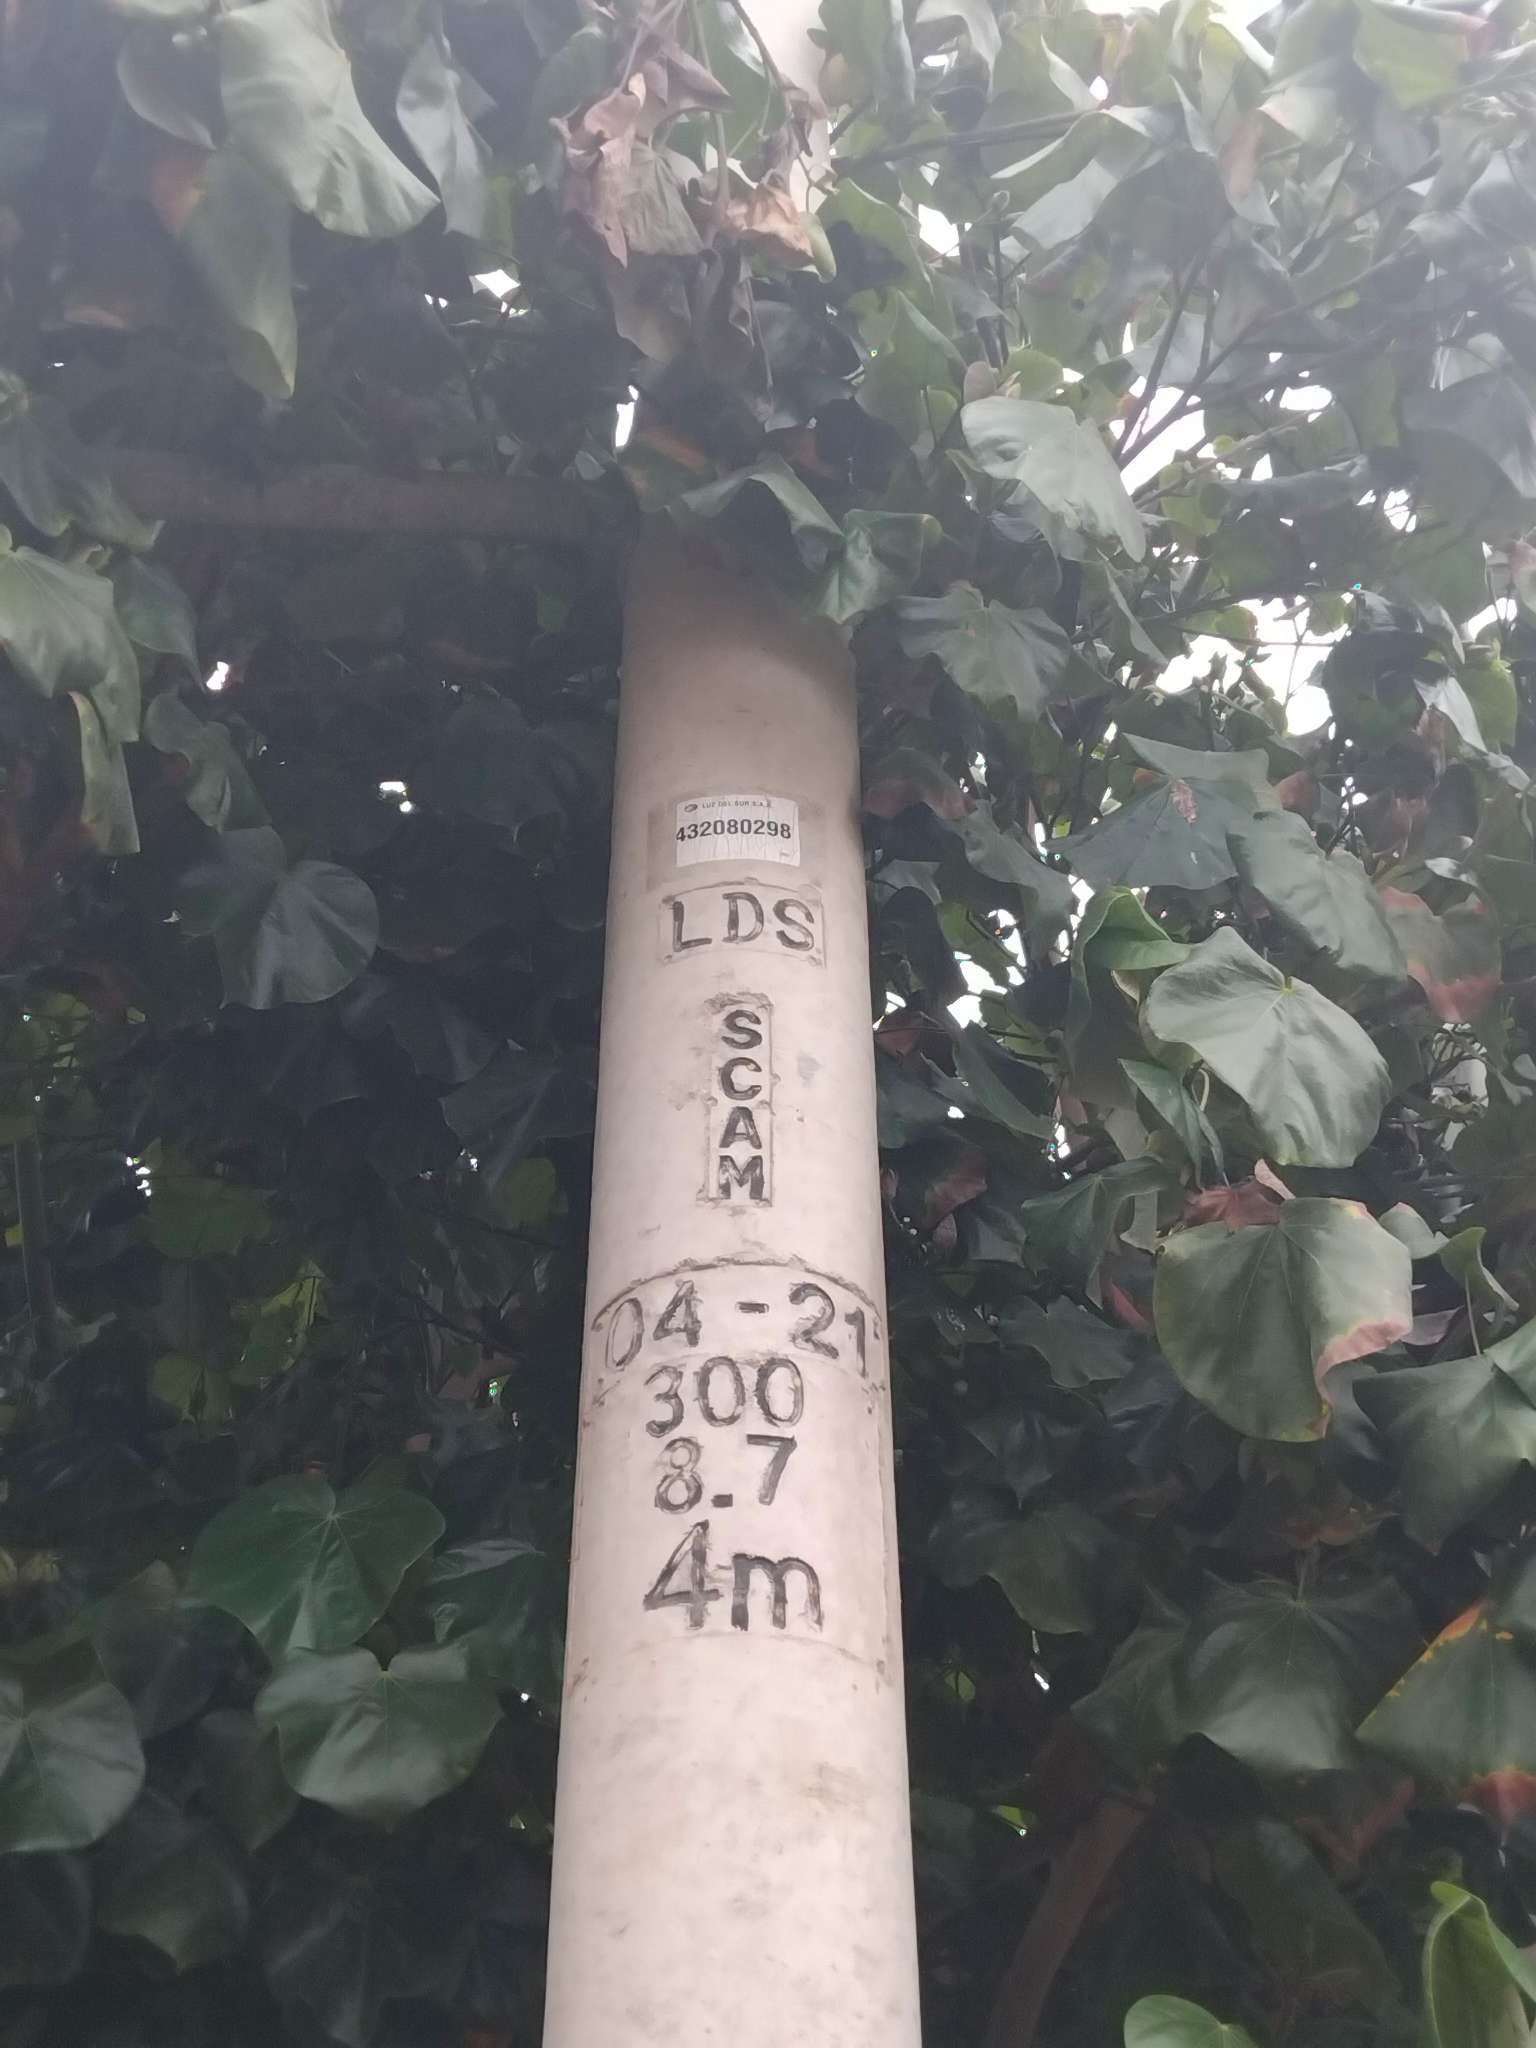 LUZ DEL SUR S.A.A.
432080298
LDS
SCAM
04-21
300
8.7
4m